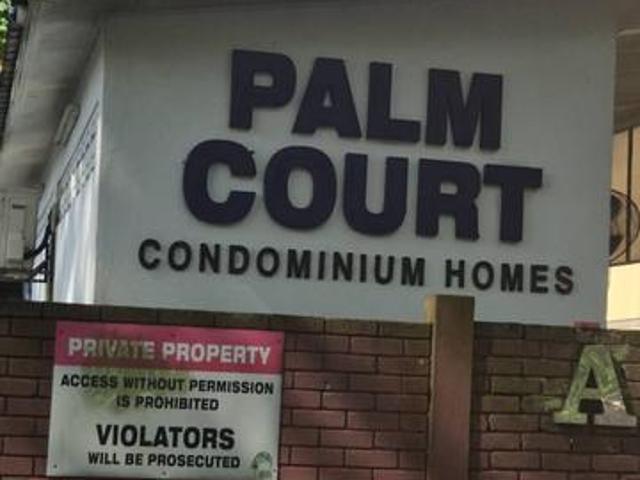 PALM
COURT
CONDOMINIUM HOMES
PRIVATE PROPERTY
ACCESS WITHOUT PERMISSION
IS PROHIBITED
VIOLATORS
WILL BE PROSECUTED
A